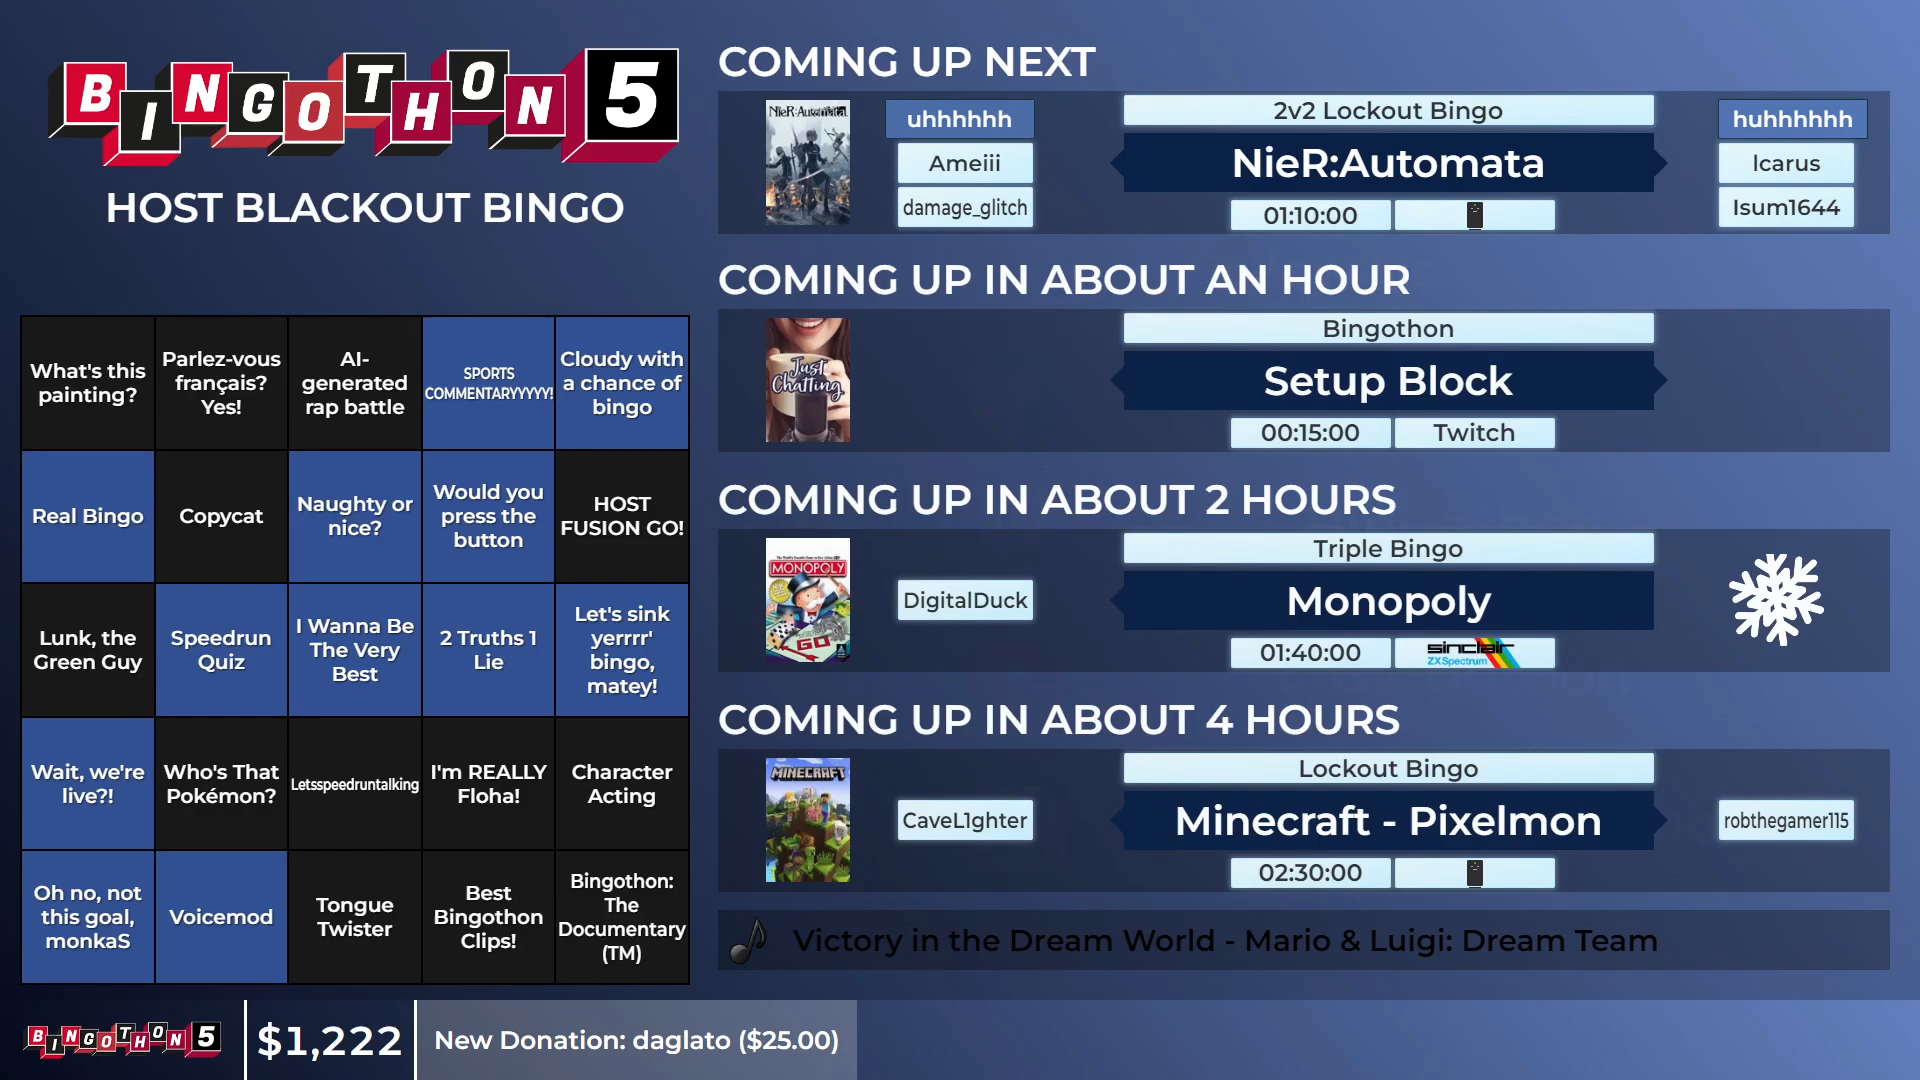 BINGOTHON 5
HOST BLACKOUT BINGO
What's this
painting?
Parlez-vous
français?
Yes!
AI-
generated
rap battle
SPORTS
COMMENTARYYYYY!
Cloudy with
a chance of
bingo
Real Bingo
Copycat
Naughty or
nice?
Would you
press the
button
HOST
FUSION GO!
Lunk, the
Green Guy
Speedrun
Quiz
I Wanna Be
The Very
Best
2 Truths 1
Lie
Let's sink
yerrrr'
bingo,
matey!
Wait, we're
live?!
Who's That
Pokémon?
Letsspeedruntalking
I'm REALLY
Floha!
Character
Acting
Oh no, not
this goal,
monkaS
Voicemod
Tongue
Twister
Best
Bingothon
Clips!
Bingothon:
The
Documentary
(TM)
COMING UP NEXT
NieR:Automata
uhhhhhh
Ameiii
damage_glitch
2v2 Lockout Bingo
NieR:Automata
01:10:00
huhhhhhh
Icarus
Isum1644
COMING UP IN ABOUT AN HOUR
Just
Chatting
Bingothon
Setup Block
00:15:00
Twitch
COMING UP IN ABOUT 2 HOURS
MONOPOLY
GO
DigitalDuck
Triple Bingo
Monopoly
01:40:00
sinclair
ZX Spectrum
COMING UP IN ABOUT 4 HOURS
MINECRAFT
CaveL1ghter
Lockout Bingo
Minecraft - Pixelmon
02:30:00
robthegamer115
Victory in the Dream World - Mario & Luigi: Dream Team
BINGOTHON 5
$1,222
New Donation: daglato ($25.00)